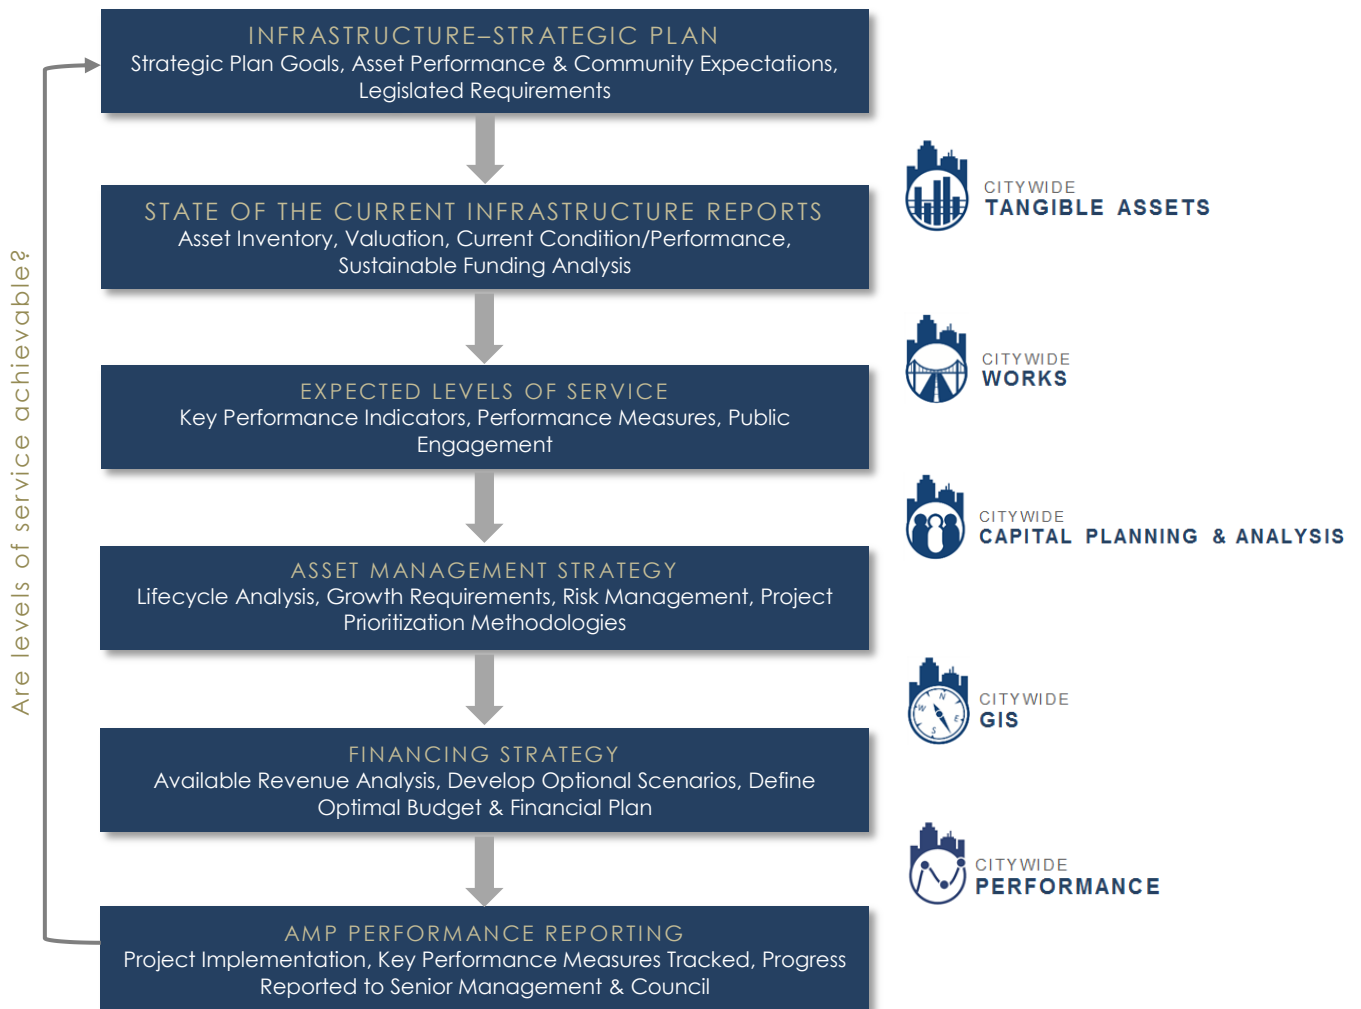 INFRASTRUCTURE–STRATEGIC PLAN
Strategic Plan Goals, Asset Performance & Community Expectations,
Legislated Requirements
STATE OF THE CURRENT INFRASTRUCTURE REPORTS
Asset Inventory, Valuation, Current Condition/Performance,
Sustainable Funding Analysis
EXPECTED LEVELS OF SERVICE
Key Performance Indicators, Performance Measures, Public
Engagement
ASSET MANAGEMENT STRATEGY
Lifecycle Analysis, Growth Requirements, Risk Management, Project
Prioritization Methodologies
FINANCING STRATEGY
Available Revenue Analysis, Develop Optional Scenarios, Define
Optimal Budget & Financial Plan
AMP PERFORMANCE REPORTING
Project Implementation, Key Performance Measures Tracked, Progress
Reported to Senior Management & Council
Are levels of service achievable?
CITYWIDE
TANGIBLE ASSETS
CITYWIDE
WORKS
CITYWIDE
CAPITAL PLANNING & ANALYSIS
N
W
E
S
CITYWIDE
GIS
CITYWIDE
PERFORMANCE